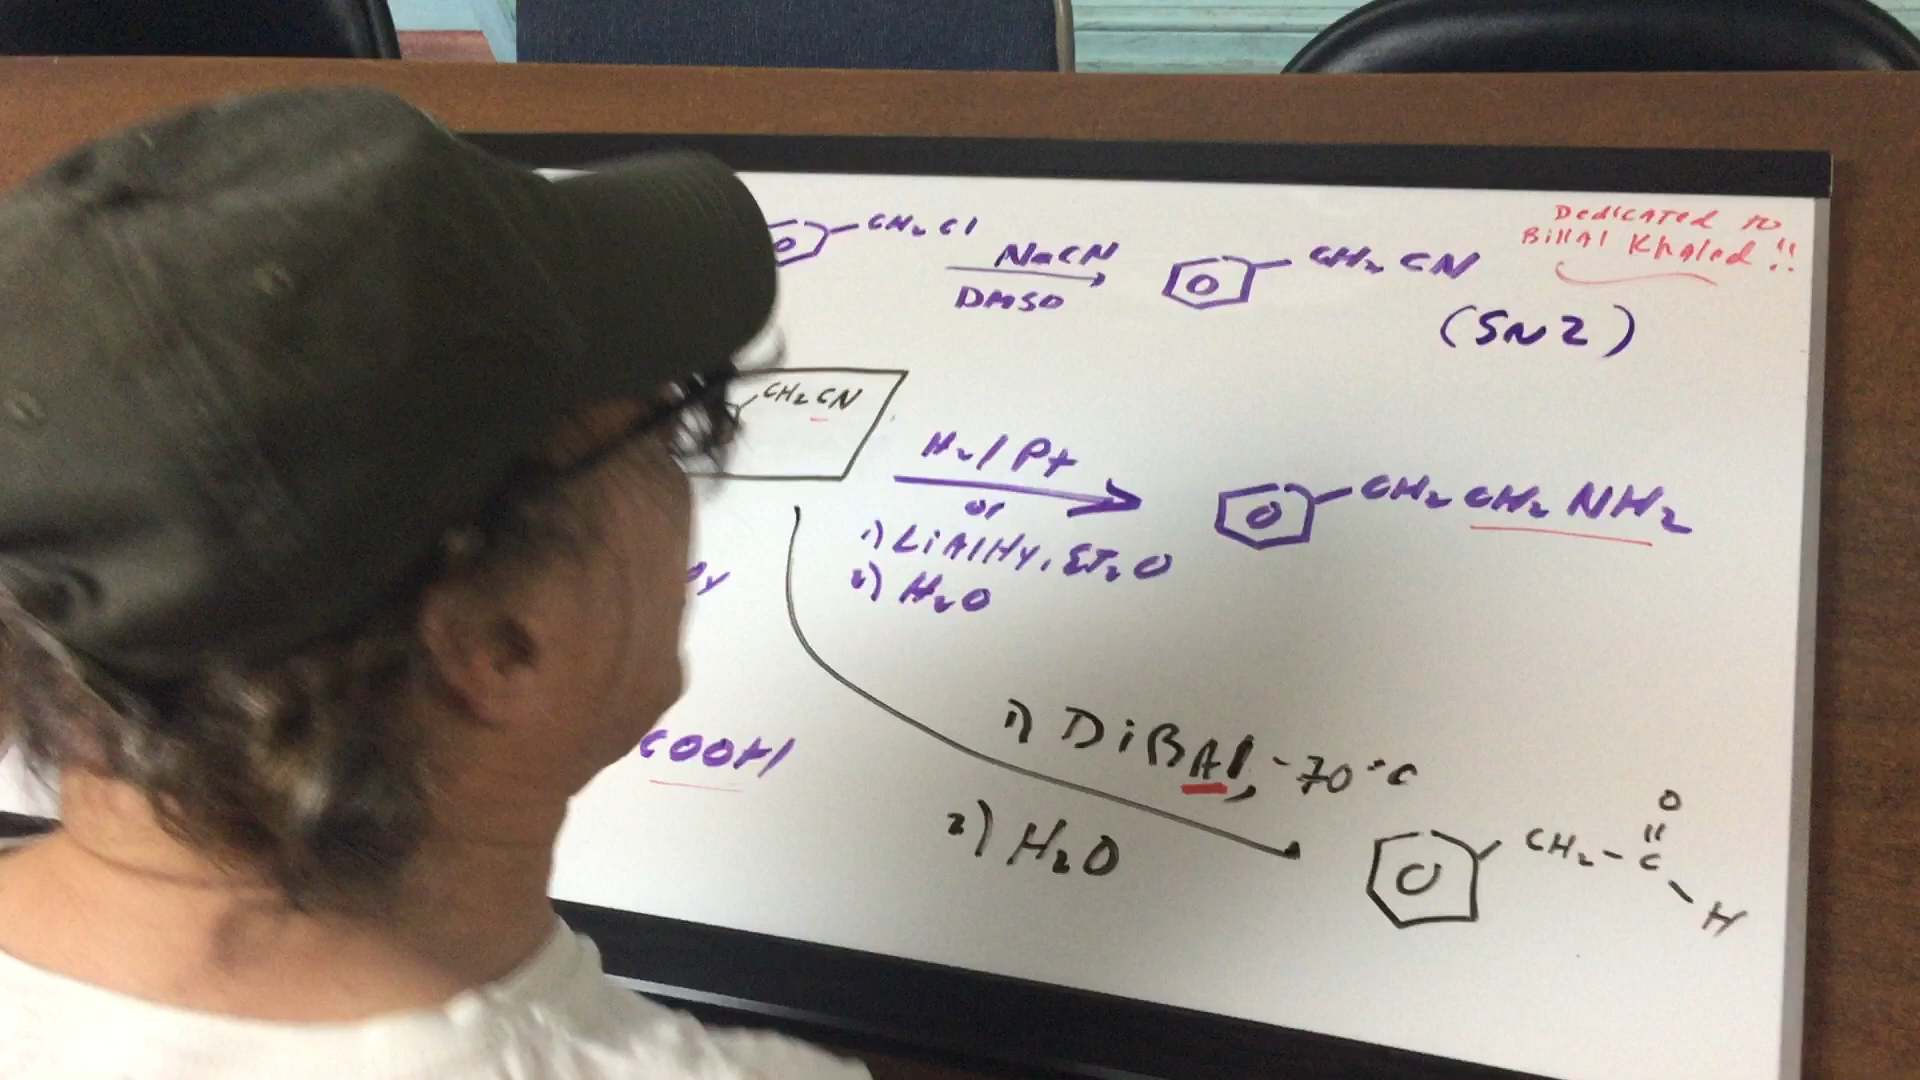 CH2Cl
NaCN
DMSO
CH2CN
(SN2)
Dedicated to
Billal Khaled!!
CH2CN
H2/Pt
or
1) LiAlH4, Et2O
2) H2O
CH2CH2NH2
COOH
1) DiBAl, -70°C
2) H2O
O
CH2-C
H